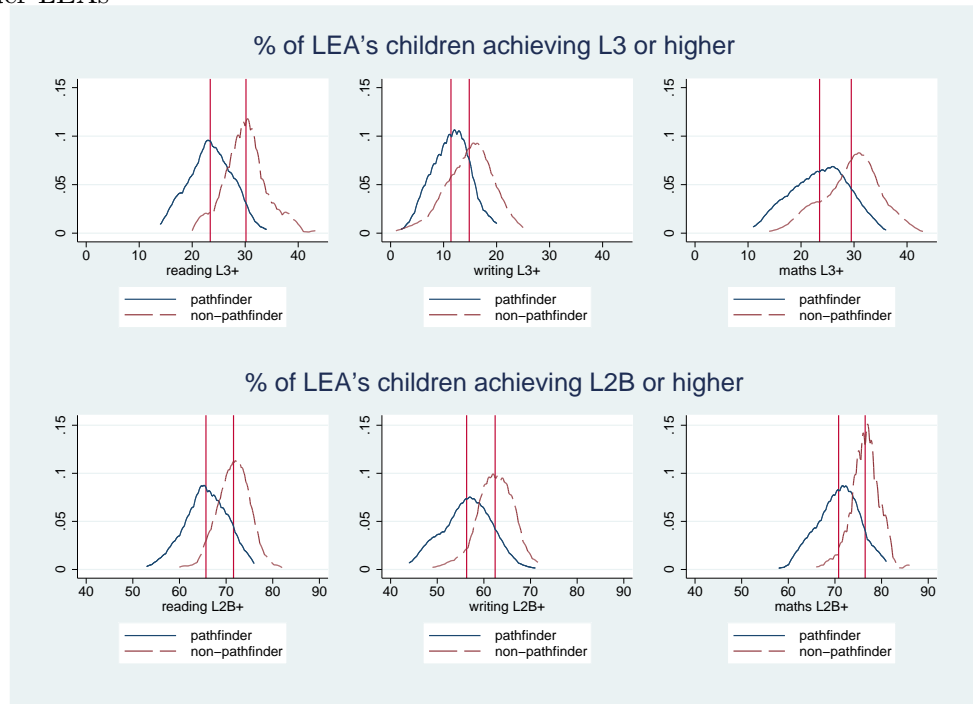 LEAs
% of LEA's children achieving L3 or higher
.15
.1
.05
0
0 10 20 30 40
reading L3+
pathfinder
non−pathfinder
.15
.1
.05
0
0 10 20 30 40
writing L3+
pathfinder
non−pathfinder
.15
.1
.05
0
0 10 20 30 40
maths L3+
pathfinder
non−pathfinder
% of LEA's children achieving L2B or higher
.15
.1
.05
0
40 50 60 70 80 90
reading L2B+
pathfinder
non−pathfinder
.15
.1
.05
0
40 50 60 70 80 90
writing L2B+
pathfinder
non−pathfinder
.15
.1
.05
0
40 50 60 70 80 90
maths L2B+
pathfinder
non−pathfinder